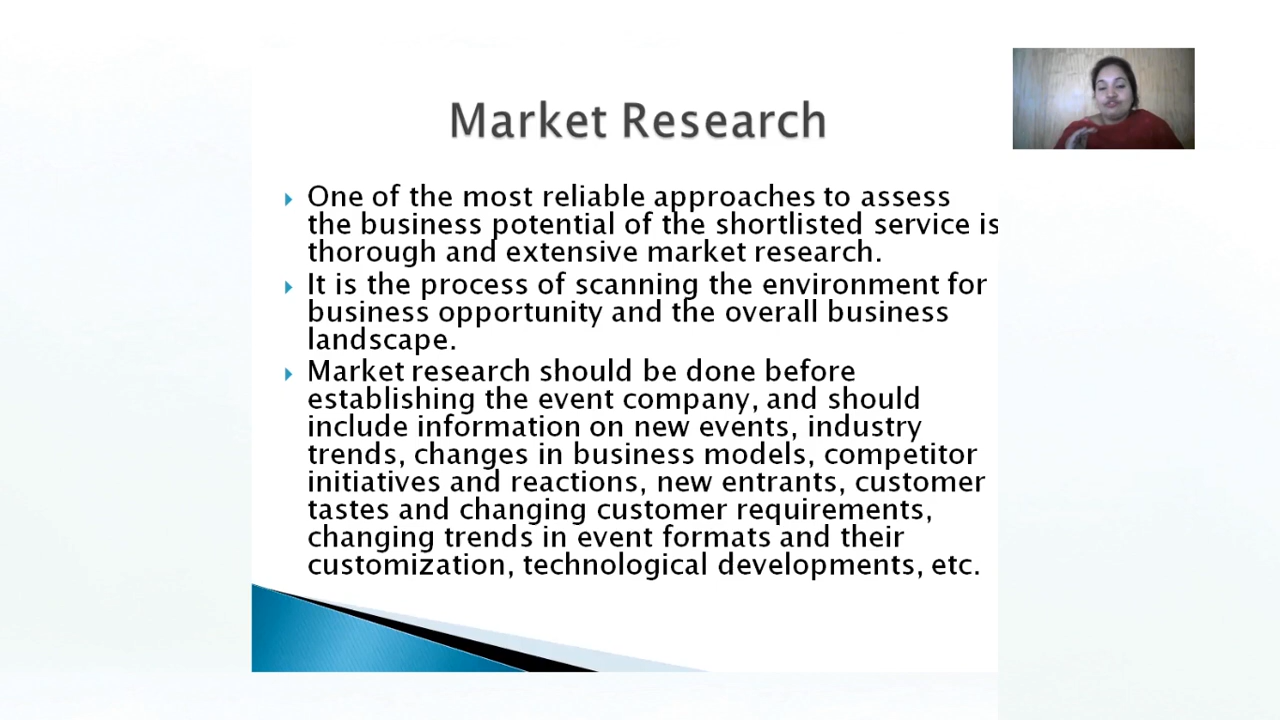 Market Research
One of the most reliable approaches to assess
the business potential of the shortlisted service is
thorough and extensive market research.
It is the process of scanning the environment for
business opportunity and the overall business
landscape.
Market research should be done before
establishing the event company, and should
include information on new events, industry
trends, changes in business models, competitor
initiatives and reactions, new entrants, customer
tastes and changing customer requirements,
changing trends in event formats and their
customization, technological developments, etc.